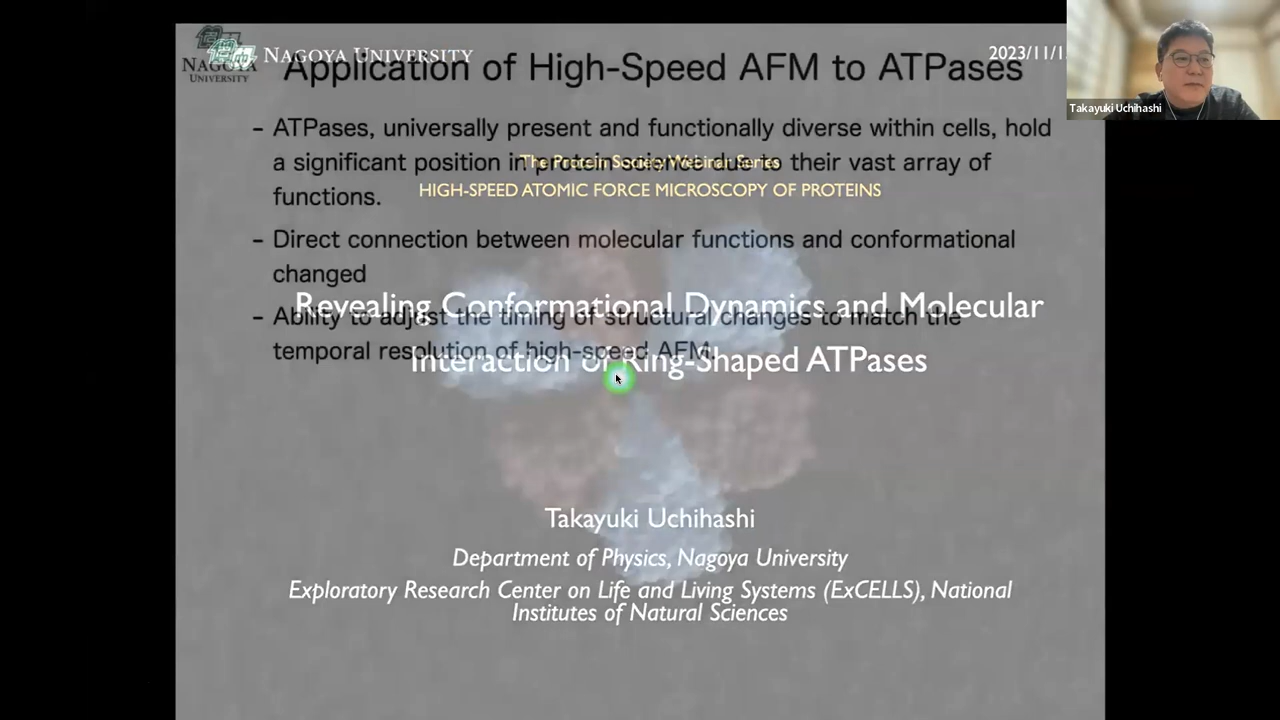 NAGOYA UNIVERSITY
NAGOYA
UNIVERSITY
2023/11/1
Application of High-Speed AFM to ATPases
– ATPases, universally present and functionally diverse within cells, hold
a significant position in protein science due to their vast array of
functions.
– Direct connection between molecular functions and conformational
changed
– Ability to adjust the timing of structural changes to match the
temporal resolution of high-speed AFM.
The Protein Society Webinar Series
HIGH-SPEED ATOMIC FORCE MICROSCOPY OF PROTEINS
Revealing Conformational Dynamics and Molecular
Interaction of Ring-Shaped ATPases
Takayuki Uchihashi
Department of Physics, Nagoya University
Exploratory Research Center on Life and Living Systems (ExCELLS), National
Institutes of Natural Sciences
Takayuki Uchihashi